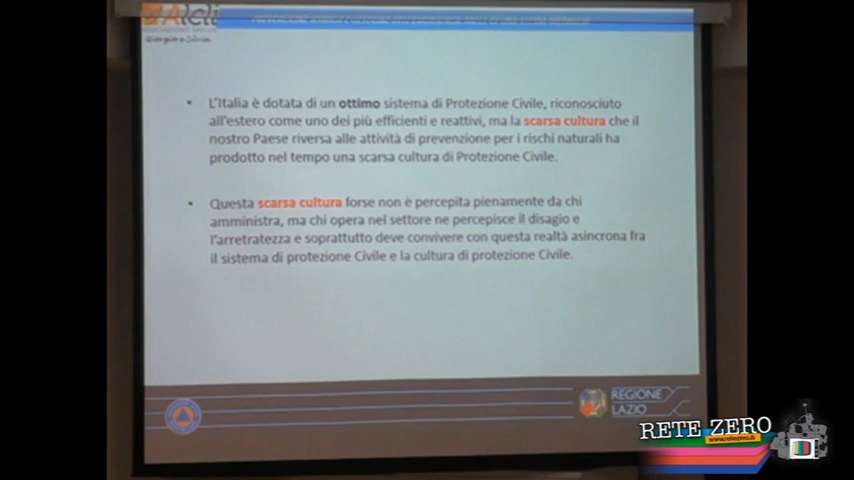 Alcli
Giorgio e Silvia
• L'Italia è dotata di un ottimo sistema di Protezione Civile, riconosciuto
all'estero come uno dei più efficienti e reattivi, ma la scarsa cultura che il
nostro Paese riversa alle attività di prevenzione per i rischi naturali ha
prodotto nel tempo una scarsa cultura di Protezione Civile.
• Questa scarsa cultura forse non è percepita pienamente da chi
amministra, ma chi opera nel settore ne percepisce il disagio e
l'arretratezza e soprattutto deve convivere con questa realtà asincrona fra
il sistema di protezione Civile e la cultura di protezione Civile.
REGIONE
LAZIO
RETE ZERO
www.retezero.it